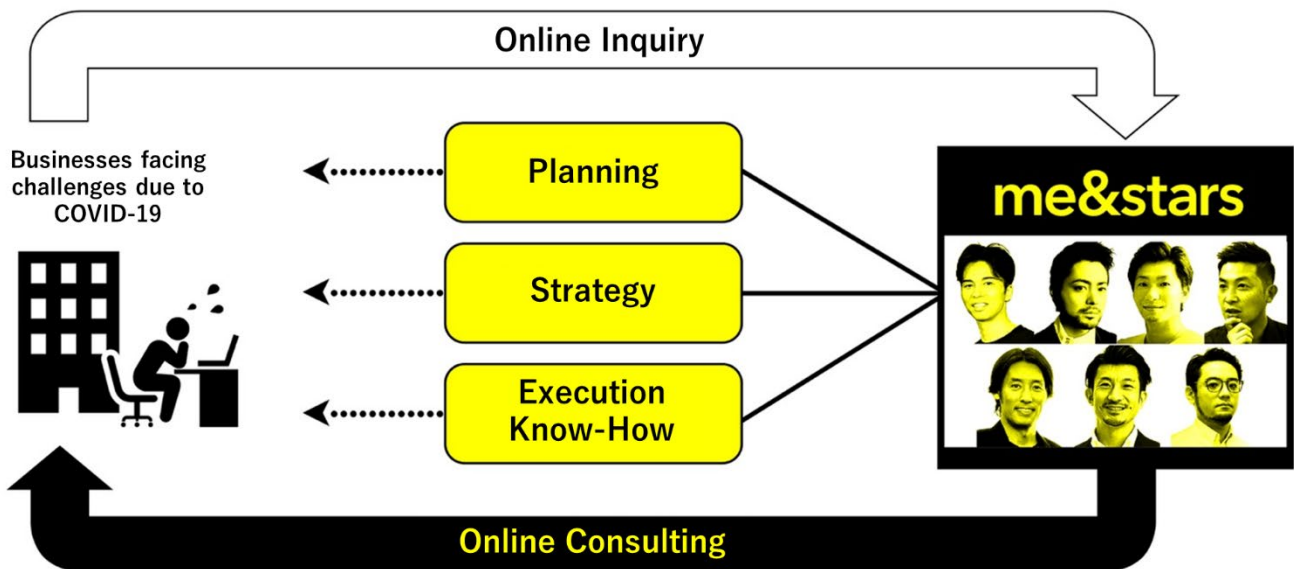 Online Inquiry
Businesses facing
challenges due to
COVID-19
Planning
Strategy
Execution
Know-How
me&stars
Online Consulting